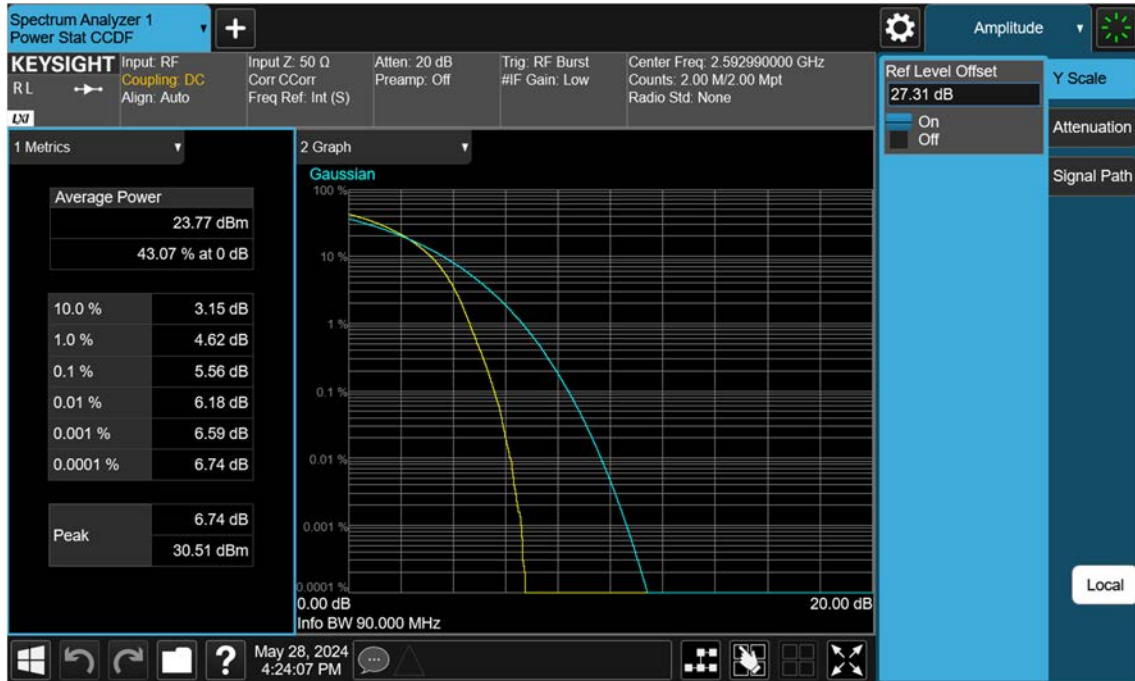 Spectrum Analyzer 1
Power Stat CCDF
Amplitude
KEYSIGHT
R L
LXI
Input: RF
Coupling: DC
Align: Auto
Input Z: 50 Ω
Corr CCorr
Freq Ref: Int (S)
Atten: 20 dB
Preamp: Off
Trig: RF Burst
#IF Gain: Low
Center Freq: 2.592990000 GHz
Counts: 2.00 M/2.00 Mpt
Radio Std: None
Ref Level Offset
27.31 dB
On
Off
Y Scale
Attenuation
Signal Path
1 Metrics
Average Power
23.77 dBm
43.07 % at 0 dB
10.0 % 3.15 dB
1.0 % 4.62 dB
0.1 % 5.56 dB
0.01 % 6.18 dB
0.001 % 6.59 dB
0.0001 % 6.74 dB
Peak
6.74 dB
30.51 dBm
2 Graph
Gaussian
100 %
10 %
1 %
0.1 %
0.01 %
0.001 %
0.0001 %
0.00 dB 20.00 dB
Info BW 90.000 MHz
Local
?
May 28, 2024
4:24:07 PM